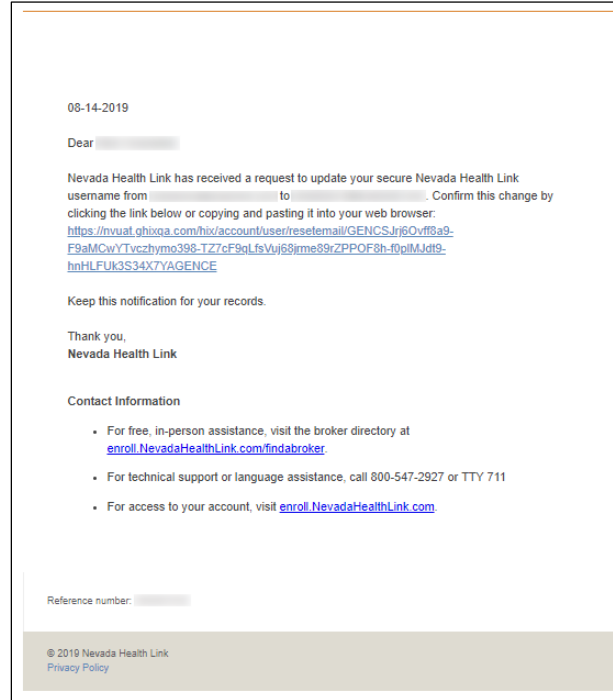 08-14-2019
Dear
Nevada Health Link has received a request to update your secure Nevada Health Link
username from to . Confirm this change by
clicking the link below or copying and pasting it into your web browser:
https://nvuat.ghixqa.com/hix/account/user/resetemail/GENCSJrj6Ovff8a9-
F9aMCwYTvczhymo398-TZ7cF9qLfsVuj68jrme89rZPPOF8h-f0plMJdt9-
hnHLFUk3S34X7YAGENCE
Keep this notification for your records.
Thank you,
Nevada Health Link
Contact Information
• For free, in-person assistance, visit the broker directory at
enroll.NevadaHealthLink.com/findabroker.
• For technical support or language assistance, call 800-547-2927 or TTY 711
• For access to your account, visit enroll.NevadaHealthLink.com.
Reference number:
© 2019 Nevada Health Link
Privacy Policy